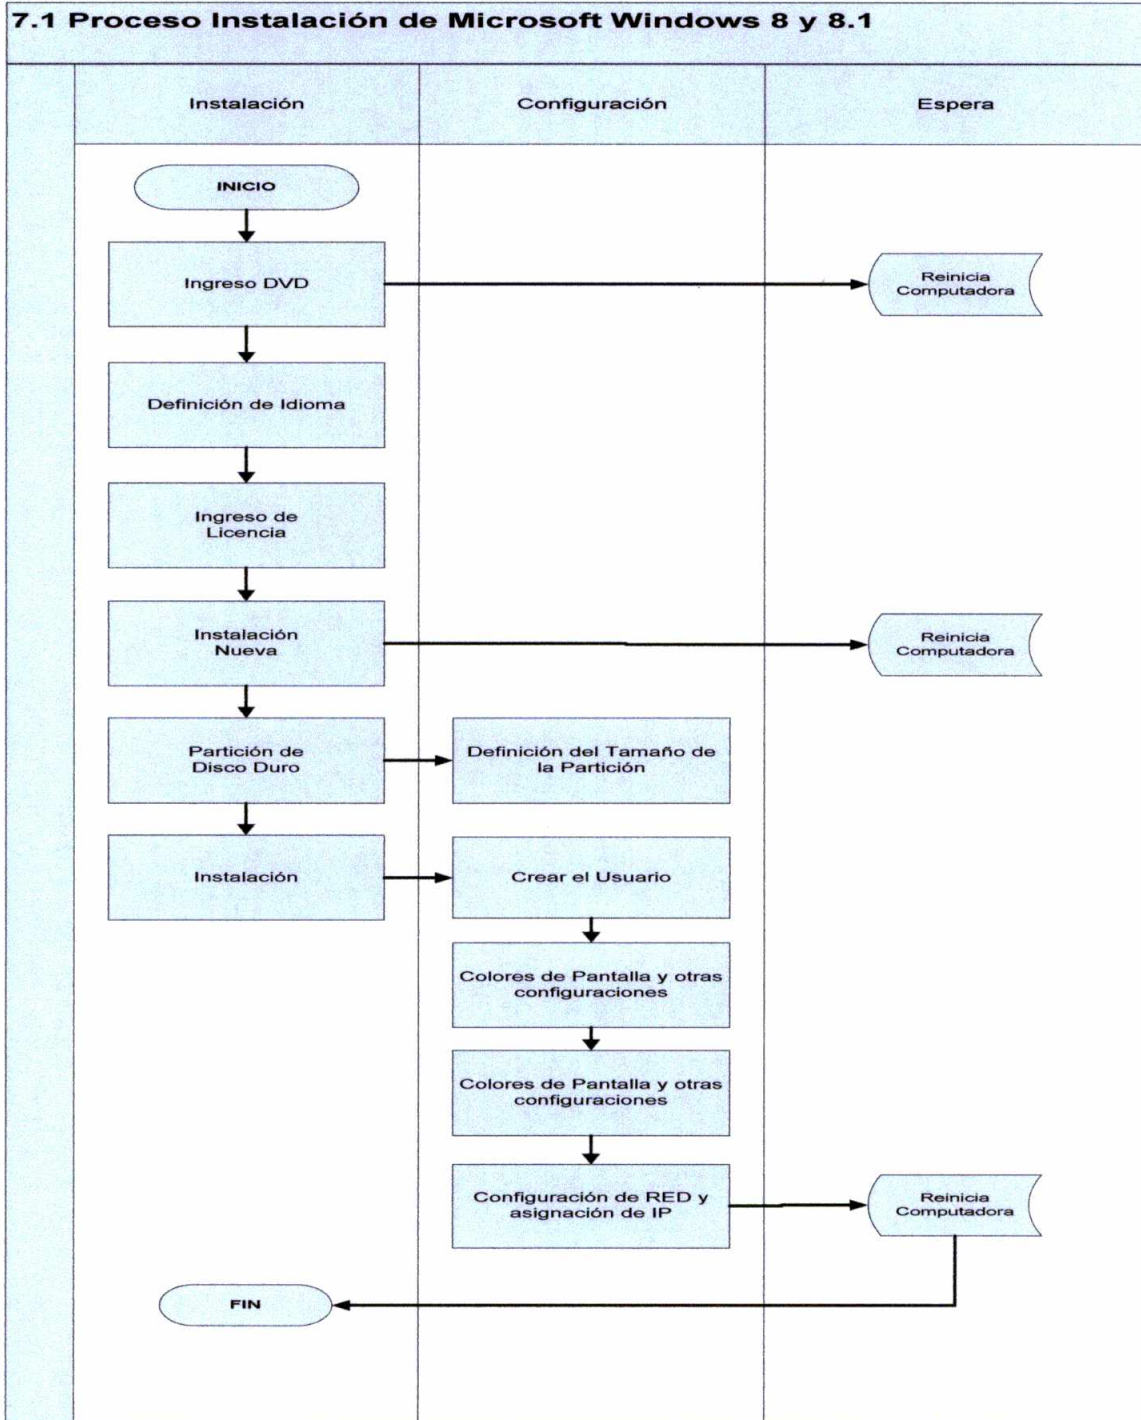 7.1 Proceso Instalación de Microsoft Windows 8 y 8.1
Instalación
Configuración
Espera
INICIO
Ingreso DVD
Reinicia
Computadora
Definición de Idioma
Ingreso de
Licencia
Instalación
Nueva
Reinicia
Computadora
Partición de
Disco Duro
Definición del Tamaño de
la Partición
Instalación
Crear el Usuario
Colores de Pantalla y otras
configuraciones
Colores de Pantalla y otras
configuraciones
Configuración de RED y
asignación de IP
Reinicia
Computadora
FIN